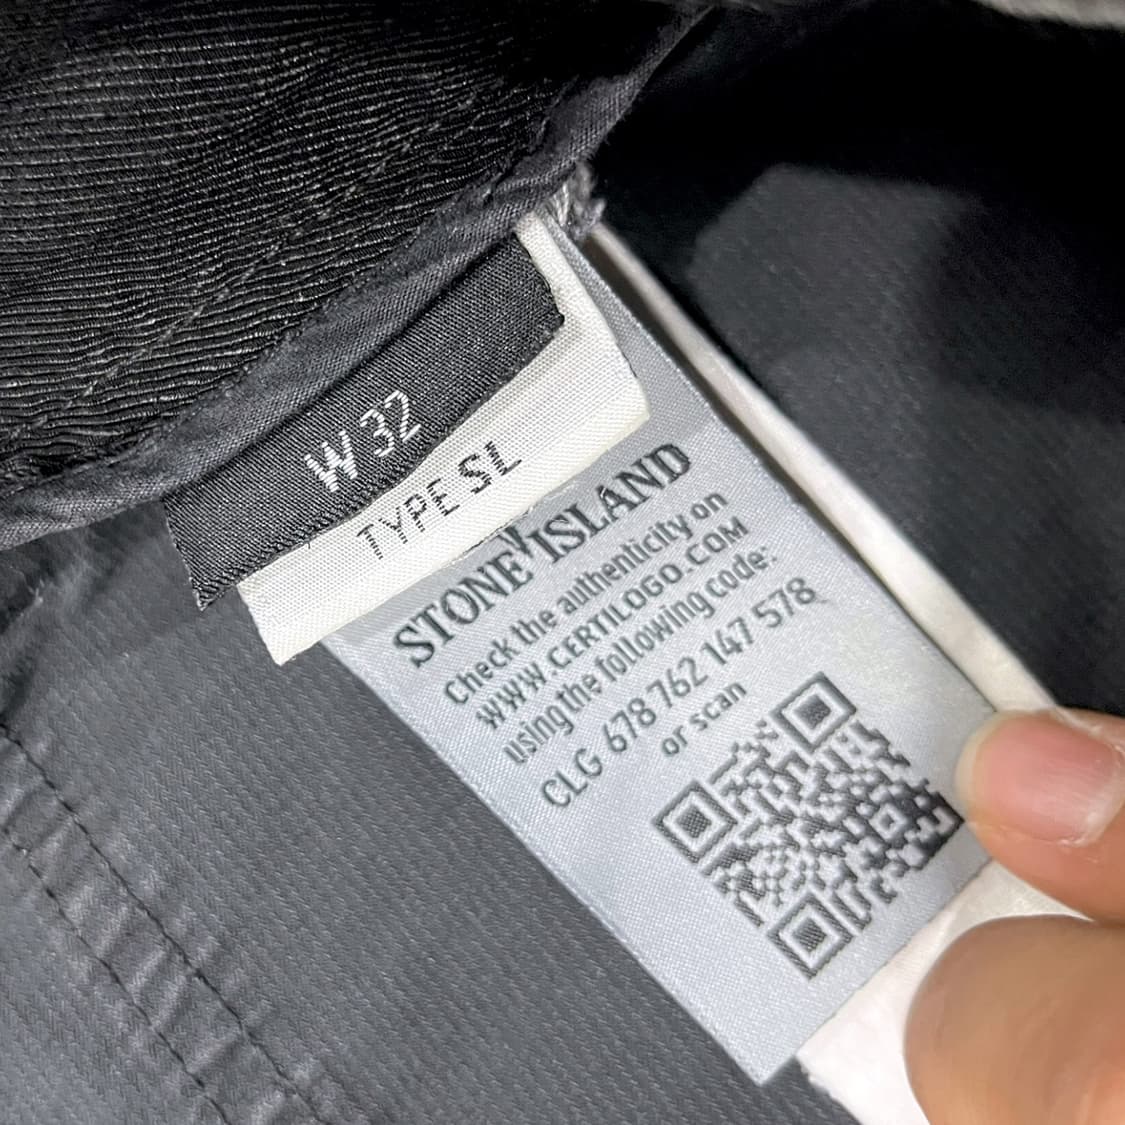 W 32
TYPE SL
STONE ISLAND
Check the authenticity on
WWW.CERTILOGO.COM
using the following code:
CLG 678 762 147 578
or scan